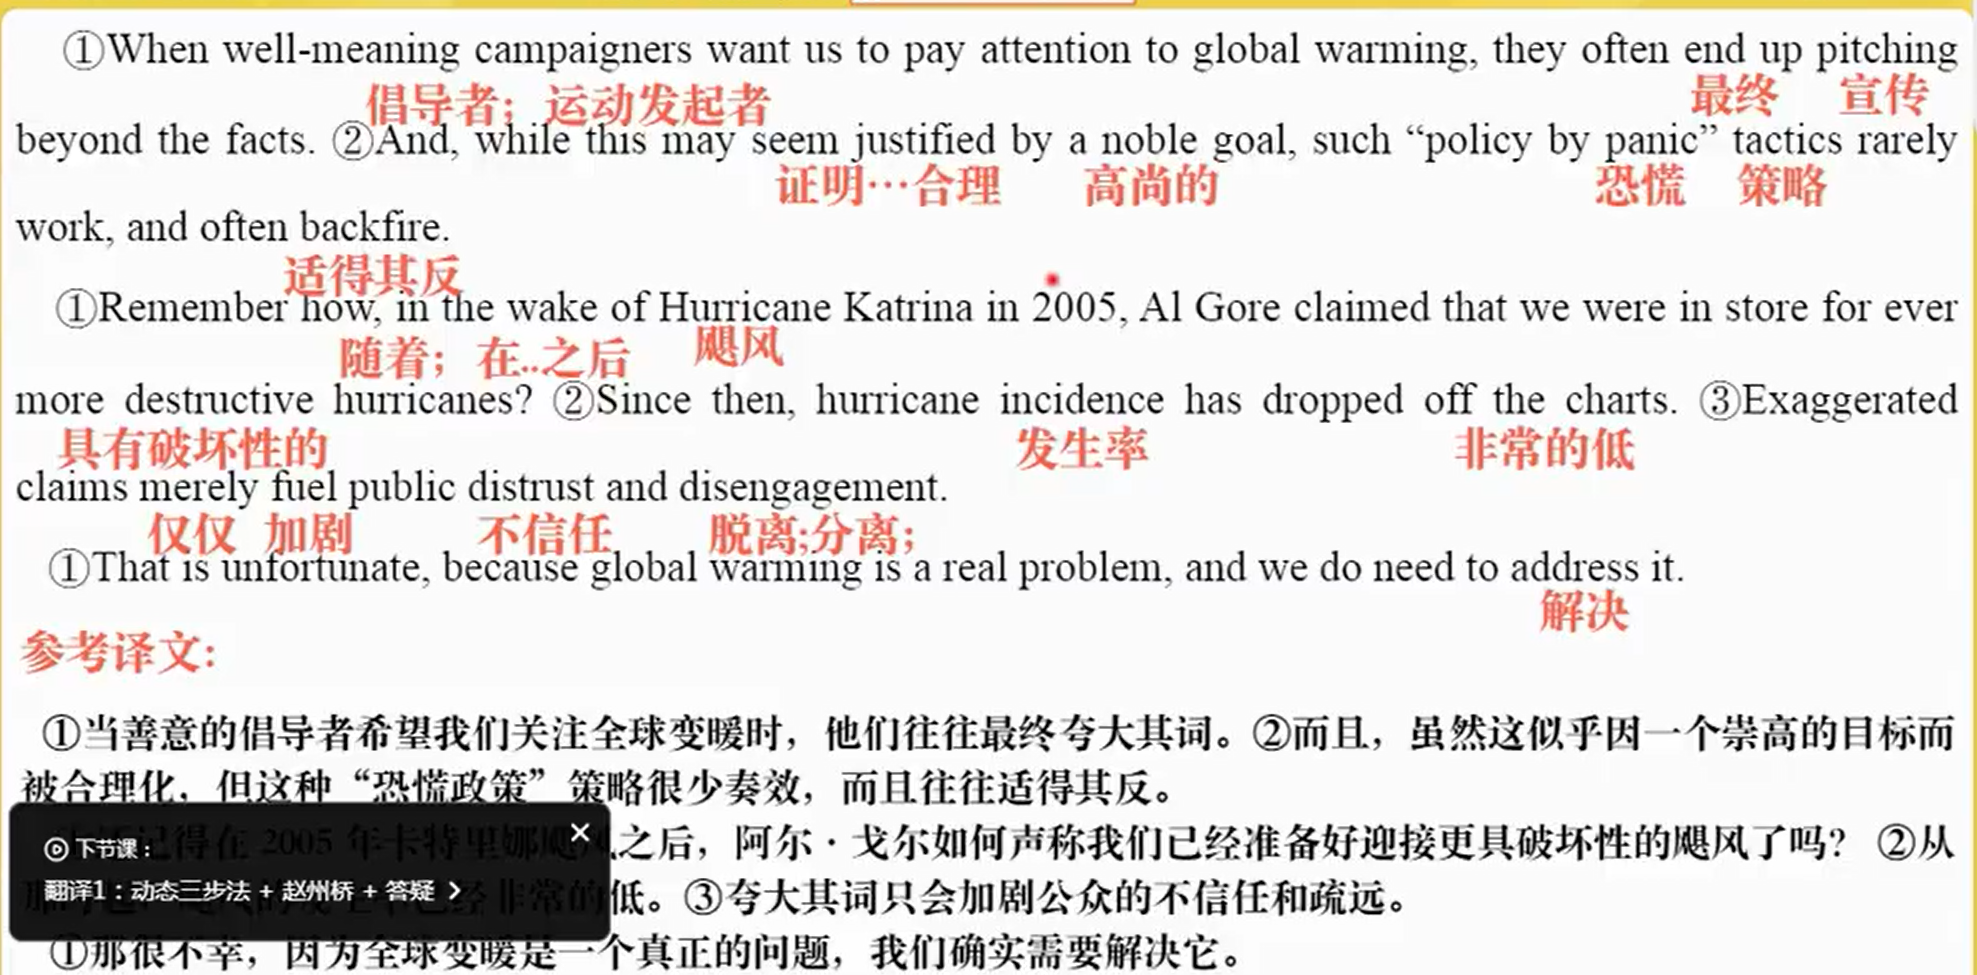 ①When well-meaning campaigners want us to pay attention to global warming, they often end up pitching
倡导者；运动发起者 最终 宣传
beyond the facts. ②And, while this may seem justified by a noble goal, such “policy by panic” tactics rarely
证明…合理 高尚的 恐慌 策略
work, and often backfire.
适得其反
①Remember how, in the wake of Hurricane Katrina in 2005, Al Gore claimed that we were in store for ever
随着；在..之后 飓风
more destructive hurricanes? ②Since then, hurricane incidence has dropped off the charts. ③Exaggerated
具有破坏性的 发生率 非常的低
claims merely fuel public distrust and disengagement.
仅仅 加剧 不信任 脱离;分离；
①That is unfortunate, because global warming is a real problem, and we do need to address it.
解决
参考译文:
①当善意的倡导者希望我们关注全球变暖时，他们往往最终夸大其词。②而且，虽然这似乎因一个崇高的目标而
被合理化，但这种“恐慌政策”策略很少奏效，而且往往适得其反。
记得在 2005 年卡特里娜飓风之后，阿尔·戈尔如何声称我们已经准备好迎接更具破坏性的飓风了吗？ ②从
已经非常的低。③夸大其词只会加剧公众的不信任和疏远。
①那很不幸，因为全球变暖是一个真正的问题，我们确实需要解决它。
下节课：
翻译1：动态三步法 + 赵州桥 + 答疑